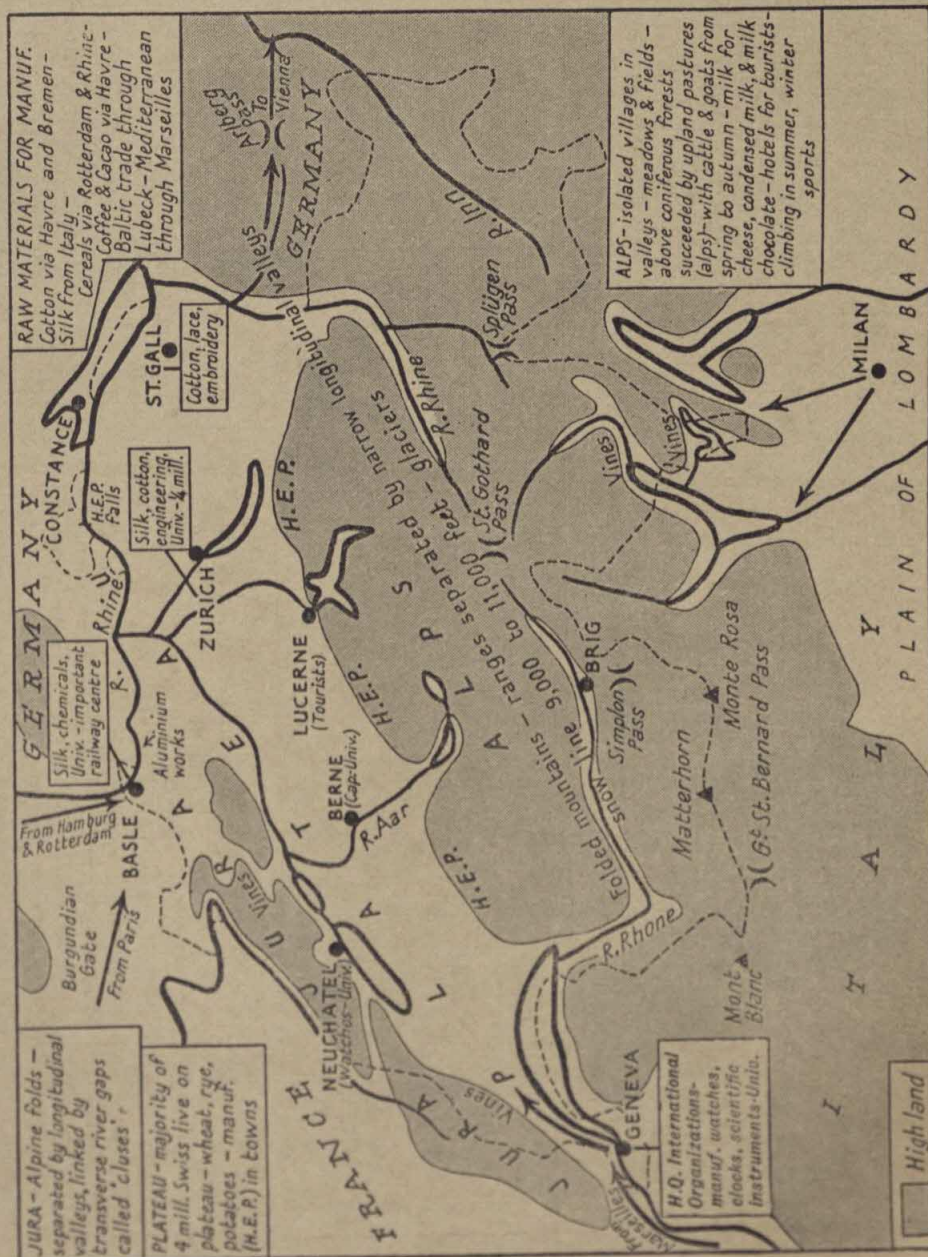 JURA - Alpine folds -
separated by longitudinal
valleys, linked by
transverse river gaps
called 'cluses'.
PLATEAU - majority of
4 mill. Swiss live on
plateau - wheat, rye,
potatoes - manuf.
(H.E.P.) in towns
RAW MATERIALS FOR MANUF.
Cotton via Havre and Bremen-
Silk from Italy -
Cereals via Rotterdam & Rhine-
Coffee & Cacao via Havre-
Baltic trade through
Lubeck - Mediterranean
through Marseilles
ALPS - isolated villages in
valleys - meadows & fields -
above coniferous forests
succeeded by upland pastures
(alps) - with cattle & goats from
spring to autumn - milk for
cheese, condensed milk, & milk
chocolate - hotels for tourists -
climbing in summer, winter
sports
GERMANY
Burgundian
Gate
From Paris
From Hamburg
& Rotterdam
BASLE
Silk, chemicals,
Univ. - important
railway centre
Aluminium
works
R. Rhine
H.E.P.
Falls
CONSTANCE
ST. GALL
Cotton, lace,
embroidery
Silk, cotton,
engineering,
Univ. - ¼ mill.
ZURICH
LUCERNE
(Tourists)
BERNE
(Cap: Univ.)
R. Aar
NEUCHATEL
(Watches - Univ.)
JURA
Vines
FRANCE
JURA
Vines
PLATEAU
H.E.P.
H.E.P.
H.E.P.
ALPS
Folded mountains - ranges separated by narrow longitudinal valleys
snow line 9,000 to 11,000 feet - glaciers
Arlberg
Pass
To
Vienna
GERMANY
R. Inn
R. Rhine
Splügen
Pass
St. Gothard
Pass
BRIG
Simplon
Pass
R. Rhone
Matterhorn
Monte Rosa
Gt. St. Bernard Pass
Mont
Blanc
Vines
Vines
MILAN
PLAIN OF LOMBARDY
ITALY
GENEVA
From
Marseilles
H.Q. International
Organizations-
manuf. watches,
clocks, scientific
instruments - Univ.
Highland